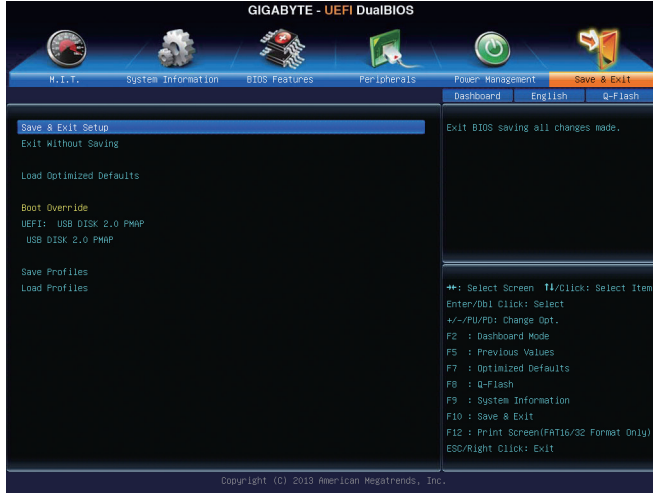 GIGABYTE - UEFI DualBIOS
M.I.T. System Information BIOS Features Peripherals Power Management Save & Exit
Dashboard English Q-Flash
Save & Exit Setup
Exit Without Saving
Load Optimized Defaults
Boot Override
UEFI: USB DISK 2.0 PMAP
USB DISK 2.0 PMAP
Save Profiles
Load Profiles
Exit BIOS saving all changes made.
→←: Select Screen ↑↓/Click: Select Item
Enter/Dbl Click: Select
+/-/PU/PD: Change Opt.
F2 : Dashboard Mode
F5 : Previous Values
F7 : Optimized Defaults
F8 : Q-Flash
F9 : System Information
F10 : Save & Exit
F12 : Print Screen(FAT16/32 Format Only)
ESC/Right Click: Exit
Copyright (C) 2013 American Megatrends, Inc.